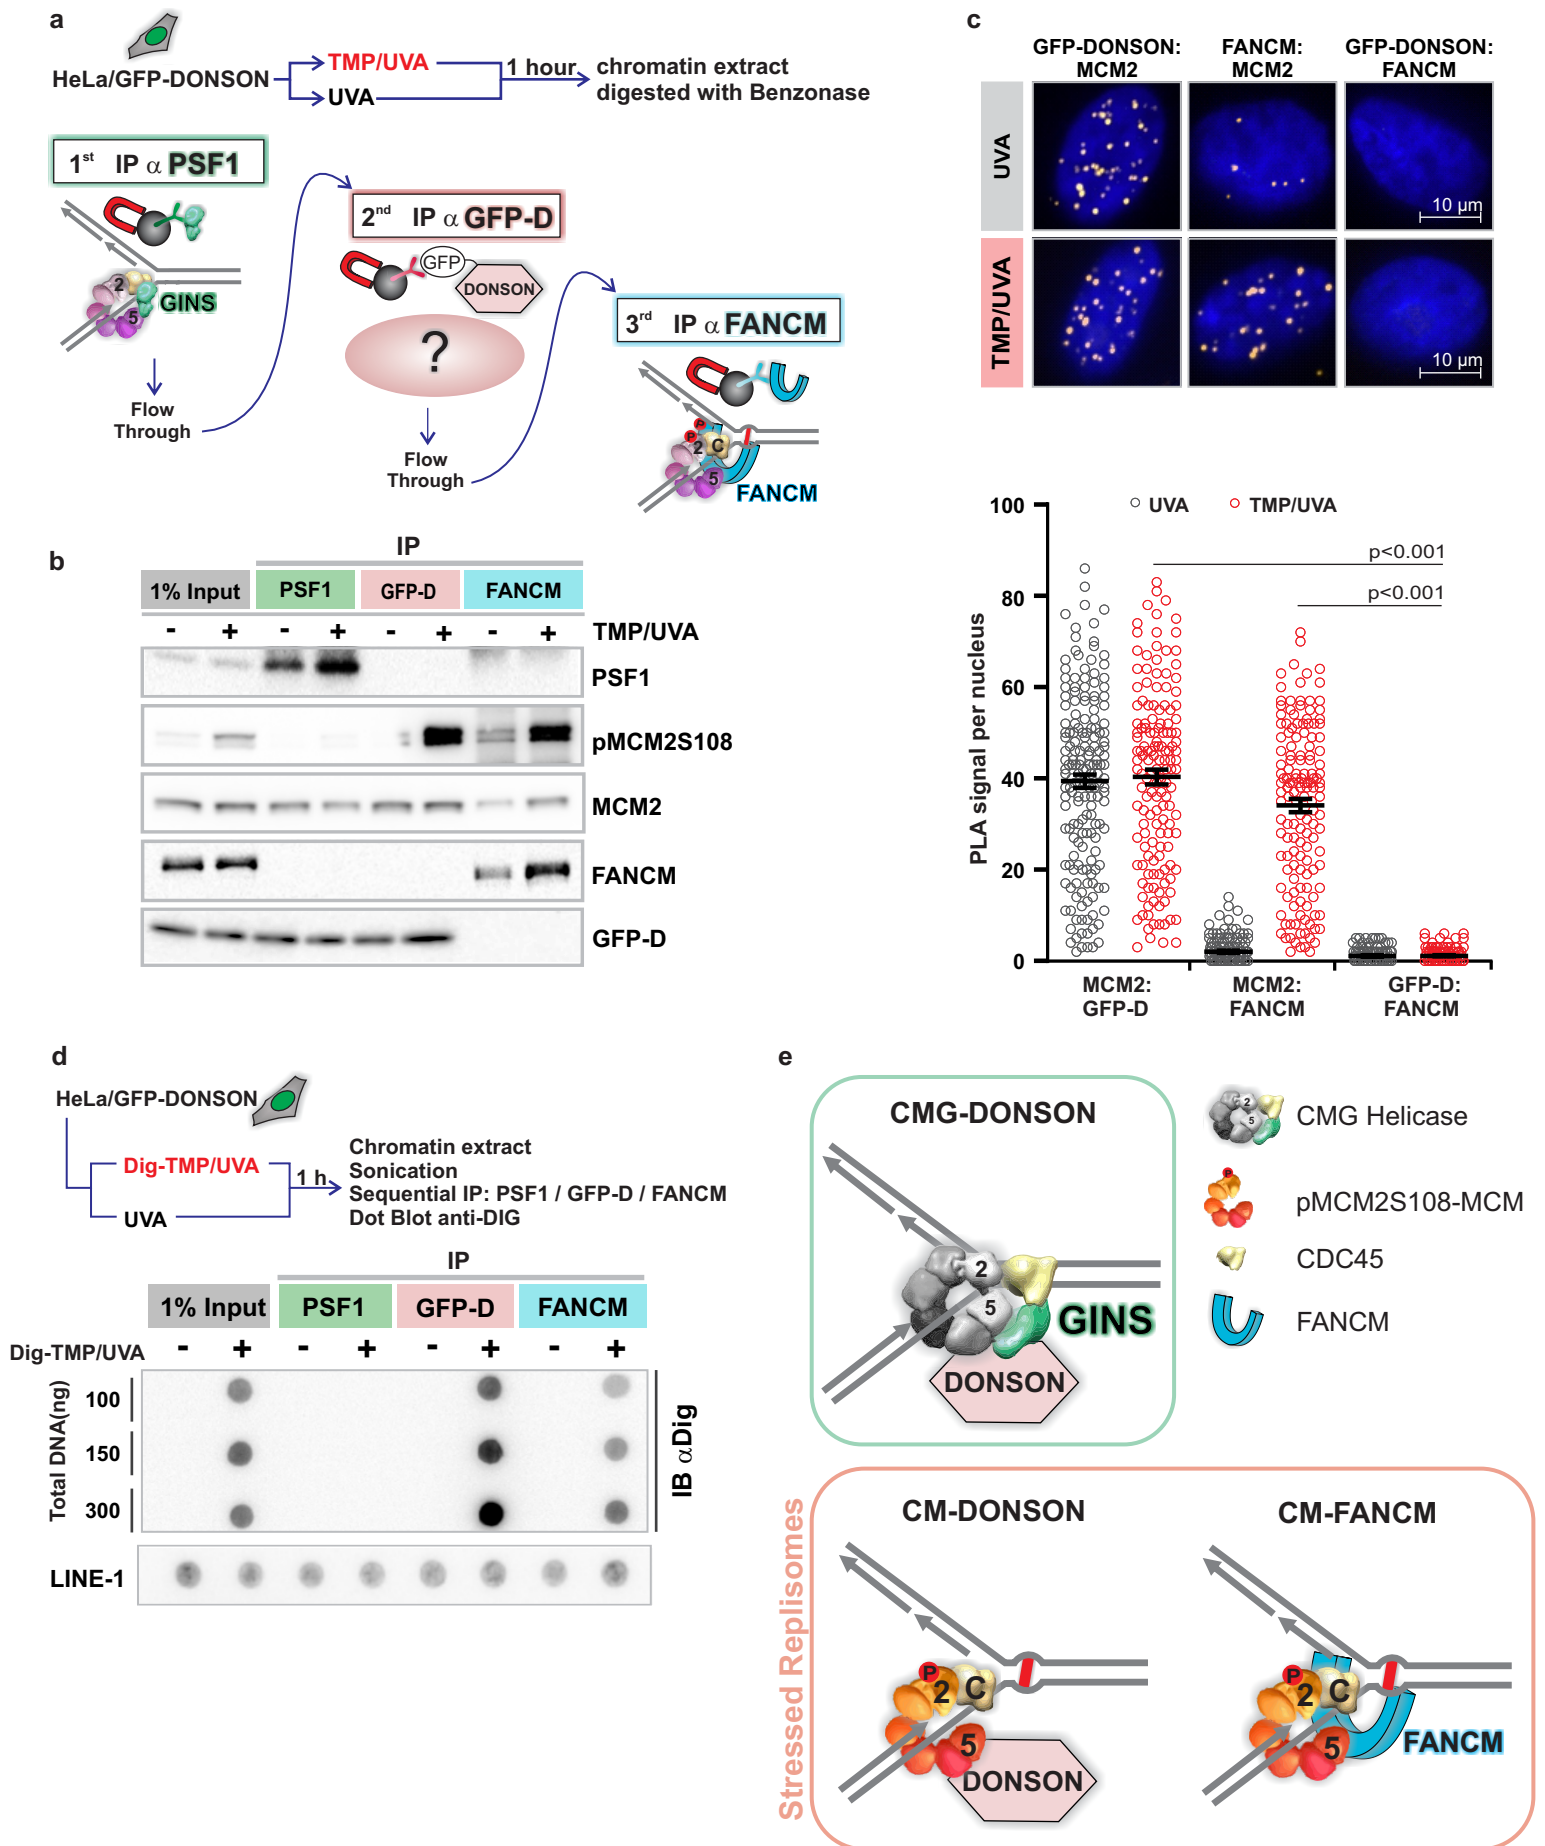 a
HeLa/GFP-DONSON
TMP/UVA
UVA
1 hour
chromatin extract
digested with Benzonase
1st IP α PSF1
2
5
GINS
Flow
Through
2nd IP α GFP-D
GFP
DONSON
?
Flow
Through
3rd IP α FANCM
P
P
2
C
5
FANCM
b
IP
1% Input
PSF1
GFP-D
FANCM
- + - + - + - +
TMP/UVA
PSF1
pMCM2S108
MCM2
FANCM
GFP-D
c
GFP-DONSON:
MCM2
FANCM:
MCM2
GFP-DONSON:
FANCM
UVA
10 µm
TMP/UVA
10 µm
UVA
TMP/UVA
p<0.001
p<0.001
PLA signal per nucleus
100
80
60
40
20
0
MCM2:
GFP-D
MCM2:
FANCM
GFP-D:
FANCM
d
HeLa/GFP-DONSON
Dig-TMP/UVA
UVA
1 h
Chromatin extract
Sonication
Sequential IP: PSF1 / GFP-D / FANCM
Dot Blot anti-DIG
IP
1% Input
PSF1
GFP-D
FANCM
Dig-TMP/UVA - + - + - + - +
Total DNA(ng)
100
150
300
IB αDig
LINE-1
e
CMG-DONSON
2
5
GINS
DONSON
2
5
CMG Helicase
P
pMCM2S108-MCM
CDC45
FANCM
Stressed Replisomes
CM-DONSON
P
2
C
5
DONSON
CM-FANCM
P
2
C
5
FANCM